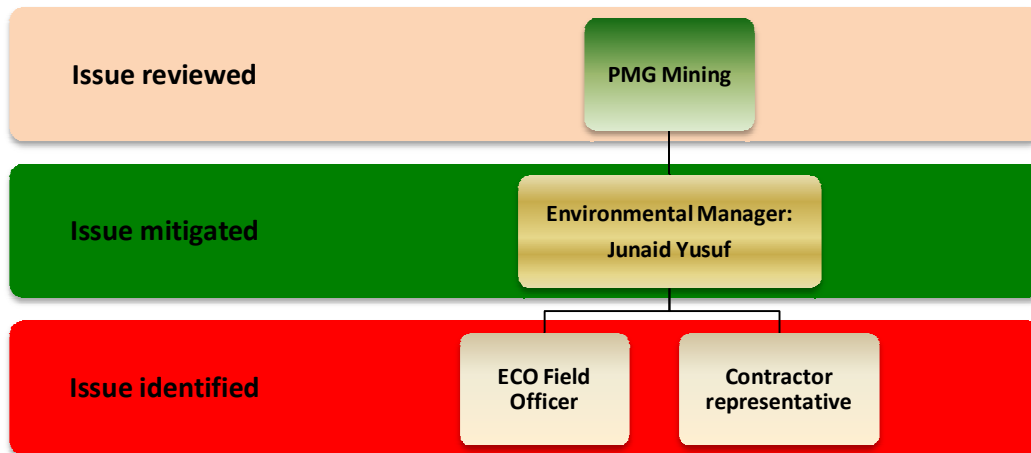 Issue reviewed
PMG Mining
Issue mitigated
Environmental Manager:
Junaid Yusuf
Issue identified
ECO Field
Officer
Contractor
representative